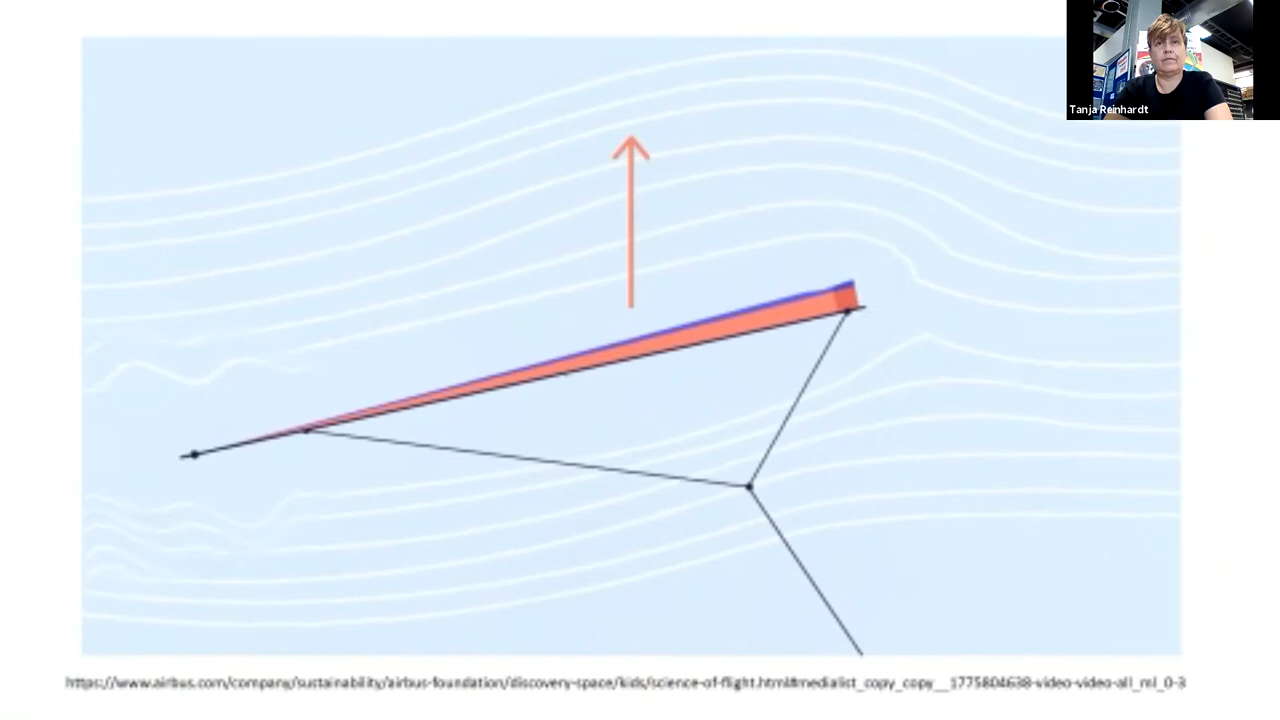 Tanja Reinhardt
https://www.airbus.com/company/sustainability/airbus-foundation/discovery-space/kids/science-of-flight.html#medialist_copy_copy__1775804638-video-video-all_ml_0-3